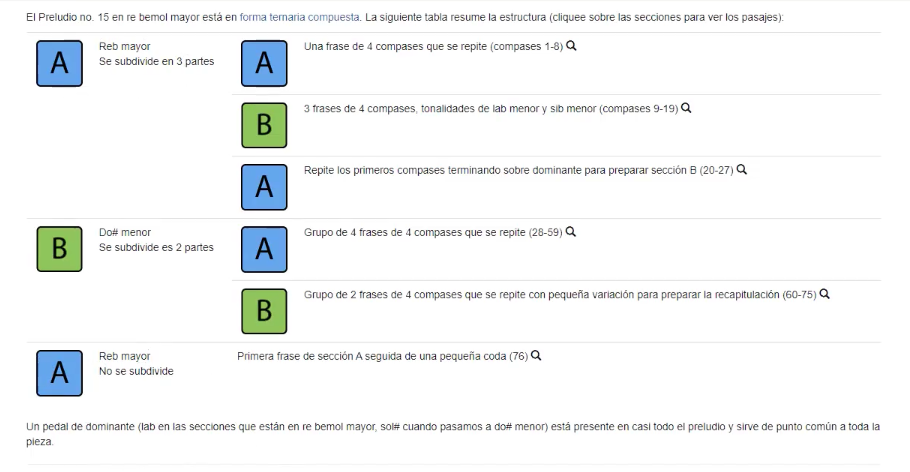 El Preludio no. 15 en re bemol mayor está en forma ternaria compuesta. La siguiente tabla resume la estructura (cliquee sobre las secciones para ver los pasajes):
A
Reb mayor
Se subdivide en 3 partes
A
Una frase de 4 compases que se repite (compases 1-8)
B
3 frases de 4 compases, tonalidades de lab menor y sib menor (compases 9-19)
A
Repite los primeros compases terminando sobre dominante para preparar sección B (20-27)
B
Do# menor
Se subdivide es 2 partes
A
Grupo de 4 frases de 4 compases que se repite (28-59)
B
Grupo de 2 frases de 4 compases que se repite con pequeña variación para preparar la recapitulación (60-75)
A
Reb mayor
No se subdivide
Primera frase de sección A seguida de una pequeña coda (76)
Un pedal de dominante (lab en las secciones que están en re bemol mayor, sol# cuando pasamos a do# menor) está presente en casi todo el preludio y sirve de punto común a toda la
pieza.